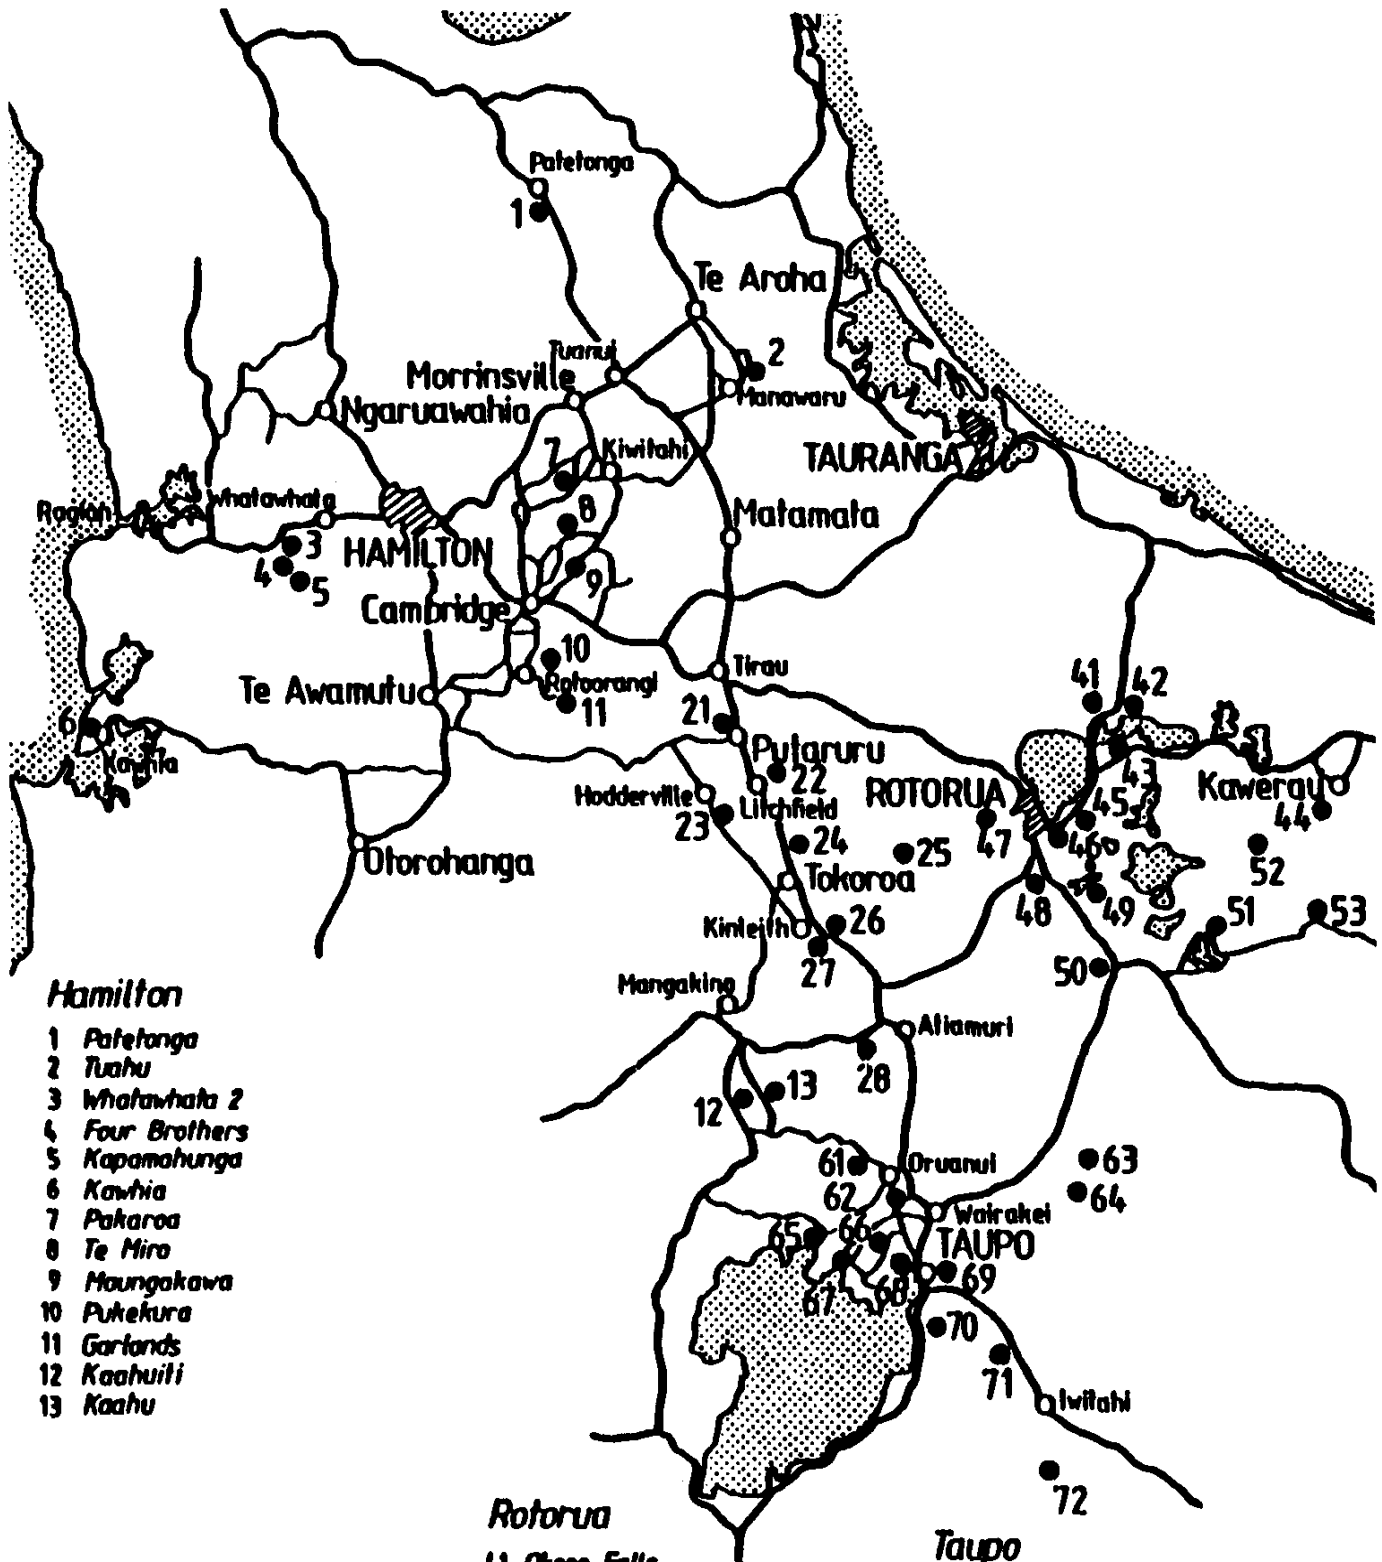 Patetonga
1
Te Aroha
Tuanui
2
Morrinsville
Manawaru
Ngaruawahia
Kiwitahi
TAURANGA
7
Raglan
Whatawhata
8
Matamata
3
HAMILTON
4
5
9
Cambridge
10
Tirau
Te Awamutu
Rotoorangi
11
41
42
6
21
Kawhia
Putaruru
22
43
Hodderville
Litchfield
ROTORUA
45
Kawerau
23
44
24
25
47
46
52
Otorohanga
Tokoroa
48
49
51
53
Kinleith
26
27
50
Mangakino
Atiamuri
28
12
13
61
Oruanui
63
62
64
Wairakei
65
66
TAUPO
67
68
69
70
71
Iwitahi
72
Hamilton
1 Patetonga
2 Tuahu
3 Whatawhata 2
4 Four Brothers
5 Kapamahunga
6 Kawhia
7 Pakaroa
8 Te Miro
9 Maungakawa
10 Pukekura
11 Garlands
12 Kaahuiti
13 Kaahu
Rotorua
Taupo